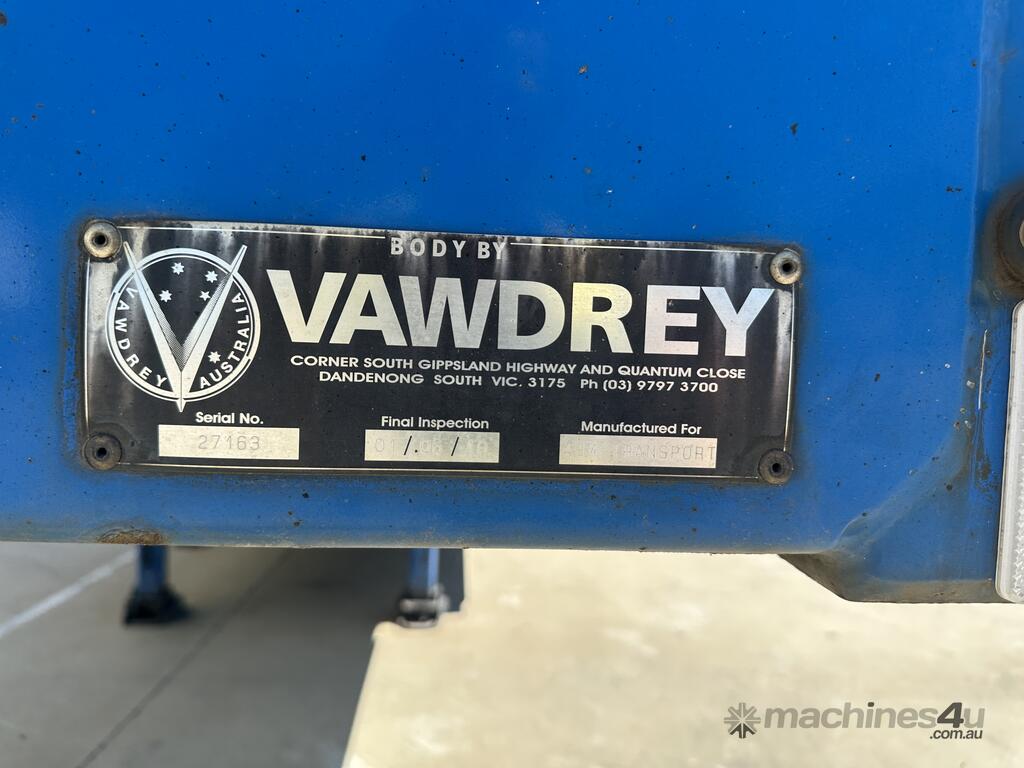 BODY BY
VAWDREY
VAWDREY AUSTRALIA
CORNER SOUTH GIPPSLAND HIGHWAY AND QUANTUM CLOSE
DANDENONG SOUTH VIC. 3175 Ph (03) 9797 3700
Serial No. Final Inspection Manufactured For
27163 01/
machines4u
.com.au